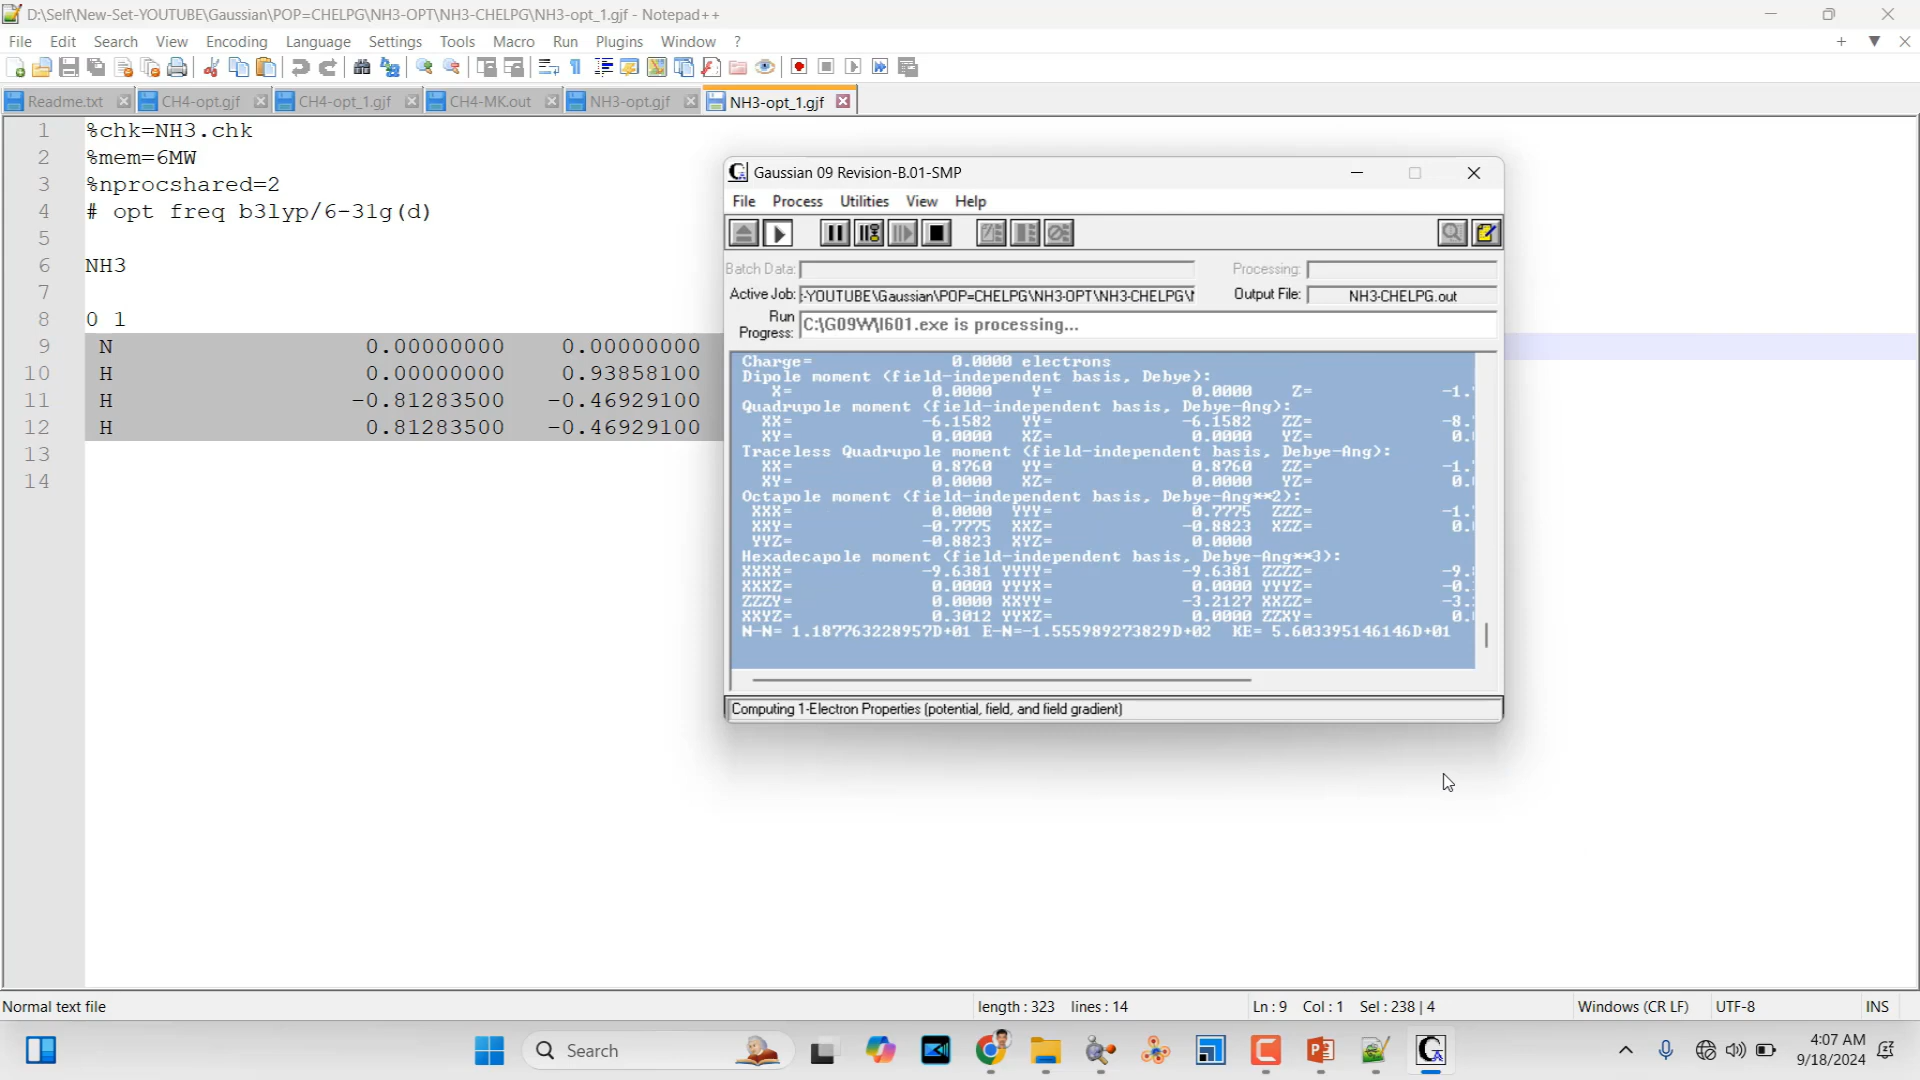 D:\Self\New-Set-YOUTUBE\Gaussian\POP=CHELPG\NH3-OPT\NH3-CHELPG\NH3-opt_1.gjf - Notepad++
File Edit Search View Encoding Language Settings Tools Macro Run Plugins Window ?
Readme.txt CH4-opt.gjf CH4-opt_1.gjf CH4-MK.out NH3-opt.gjf NH3-opt_1.gjf
1 %chk=NH3.chk
2 %mem=6MW
3 %nprocshared=2
4 # opt freq b3lyp/6-31g(d)
5
6 NH3
7
8 0 1
9 N 0.00000000 0.00000000
10 H 0.00000000 0.93858100
11 H -0.81283500 -0.46929100
12 H 0.81283500 -0.46929100
13
14
Gaussian 09 Revision-B.01-SMP
File Process Utilities View Help
Batch Data: Processing:
Active Job: :-YOUTUBE\Gaussian\POP=CHELPG\NH3-OPT\NH3-CHELPG\ Output File: NH3-CHELPG.out
Run Progress: C:\G09W\l601.exe is processing...
Charge= 0.0000 electrons
Dipole moment (field-independent basis, Debye):
X= 0.0000 Y= 0.0000 Z= -1.
Quadrupole moment (field-independent basis, Debye-Ang):
XX= -6.1582 YY= -6.1582 ZZ= -8.
XY= 0.0000 XZ= 0.0000 YZ= 0.
Traceless Quadrupole moment (field-independent basis, Debye-Ang):
XX= 0.8760 YY= 0.8760 ZZ= -1.
XY= 0.0000 XZ= 0.0000 YZ= 0.
Octapole moment (field-independent basis, Debye-Ang**2):
XXX= 0.0000 YYY= 0.7775 ZZZ= -1.
XXY= -0.7775 XXZ= -0.8823 XZZ= 0.
YYZ= -0.8823 XYZ= 0.0000
Hexadecapole moment (field-independent basis, Debye-Ang**3):
XXXX= -9.6381 YYYY= -9.6381 ZZZZ= -9.
XXXZ= 0.0000 YYYX= 0.0000 YYYZ= -0.
ZZZY= 0.0000 XXYY= -3.2127 XXZZ= -3.
XXYZ= 0.3012 YYXZ= 0.0000 ZZXY= 0.
N-N= 1.187763228957D+01 E-N=-1.555989273829D+02 KE= 5.603395146146D+01
Computing 1-Electron Properties (potential, field, and field gradient)
Normal text file length : 323 lines : 14 Ln : 9 Col : 1 Sel : 238 | 4 Windows (CR LF) UTF-8 INS
Search
4:07 AM
9/18/2024